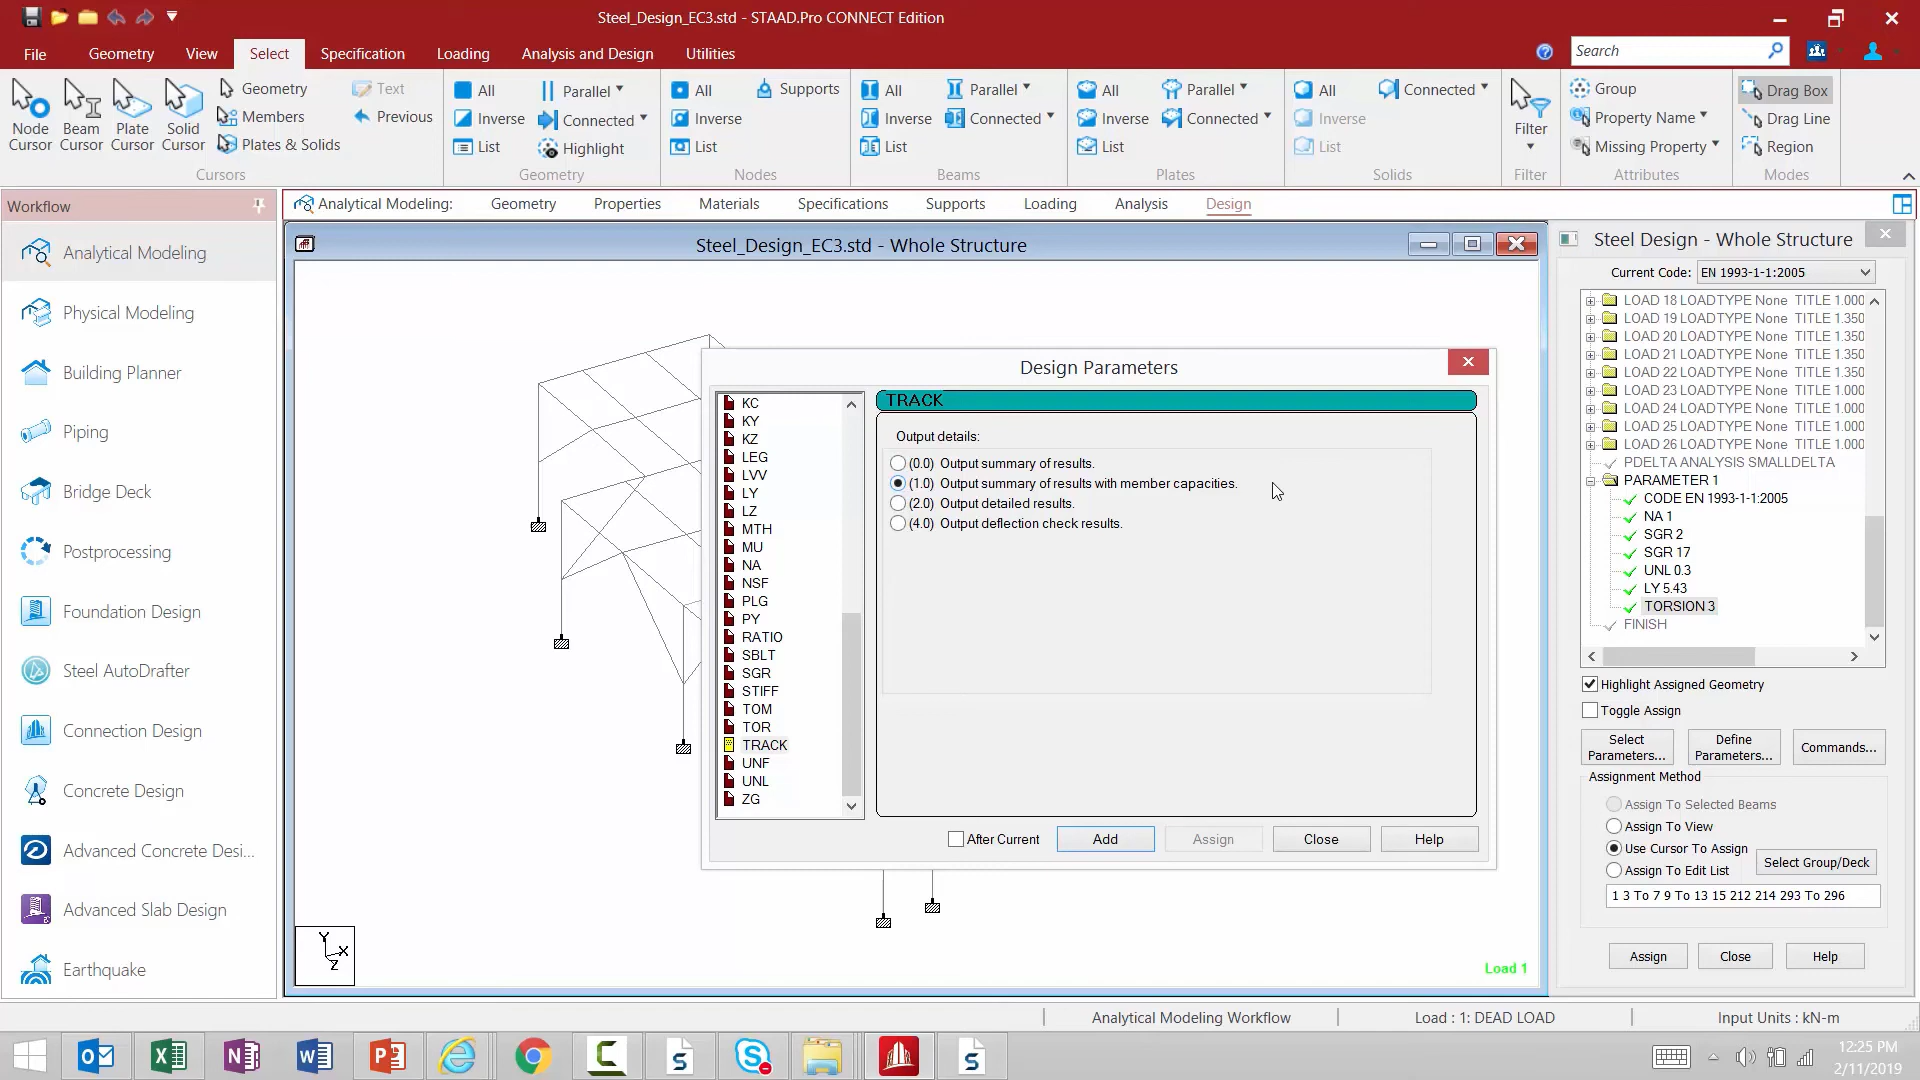 Steel_Design_EC3.std - STAAD.Pro CONNECT Edition
File
Geometry
View
Select
Specification
Loading
Analysis and Design
Utilities
Search
Node Cursor
Beam Cursor
Plate Cursor
Solid Cursor
Geometry
Members
Plates & Solids
Text
Previous
Cursors
All
Inverse
List
Parallel
Connected
Highlight
Geometry
All
Inverse
List
Supports
Nodes
All
Inverse
List
Parallel
Connected
Beams
All
Inverse
List
Parallel
Connected
Plates
All
Inverse
List
Connected
Solids
Filter
Filter
Group
Property Name
Missing Property
Attributes
Drag Box
Drag Line
Region
Modes
Workflow
Analytical Modeling
Physical Modeling
Building Planner
Piping
Bridge Deck
Postprocessing
Foundation Design
Steel AutoDrafter
Connection Design
Concrete Design
Advanced Concrete Desi...
Advanced Slab Design
Earthquake
Analytical Modeling:
Geometry
Properties
Materials
Specifications
Supports
Loading
Analysis
Design
Steel_Design_EC3.std - Whole Structure
Y
X
Z
Load 1
Design Parameters
KC
KY
KZ
LEG
LVV
LY
LZ
MTH
MU
NA
NSF
PLG
PY
RATIO
SBLT
SGR
STIFF
TOM
TOR
TRACK
UNF
UNL
ZG
TRACK
Output details:
(0.0) Output summary of results.
(1.0) Output summary of results with member capacities.
(2.0) Output detailed results.
(4.0) Output deflection check results.
After Current
Add
Assign
Close
Help
Steel Design - Whole Structure
Current Code: EN 1993-1-1:2005
LOAD 18 LOADTYPE None TITLE 1.000
LOAD 19 LOADTYPE None TITLE 1.350
LOAD 20 LOADTYPE None TITLE 1.350
LOAD 21 LOADTYPE None TITLE 1.350
LOAD 22 LOADTYPE None TITLE 1.350
LOAD 23 LOADTYPE None TITLE 1.000
LOAD 24 LOADTYPE None TITLE 1.000
LOAD 25 LOADTYPE None TITLE 1.000
LOAD 26 LOADTYPE None TITLE 1.000
PDELTA ANALYSIS SMALLDELTA
PARAMETER 1
CODE EN 1993-1-1:2005
NA 1
SGR 2
SGR 17
UNL 0.3
LY 5.43
TORSION 3
FINISH
Highlight Assigned Geometry
Toggle Assign
Select Parameters...
Define Parameters...
Commands...
Assignment Method
Assign To Selected Beams
Assign To View
Use Cursor To Assign
Assign To Edit List
Select Group/Deck
1 3 To 7 9 To 13 15 212 214 293 To 296
Assign
Close
Help
Analytical Modeling Workflow
Load : 1: DEAD LOAD
Input Units : kN-m
12:25 PM
2/11/2019